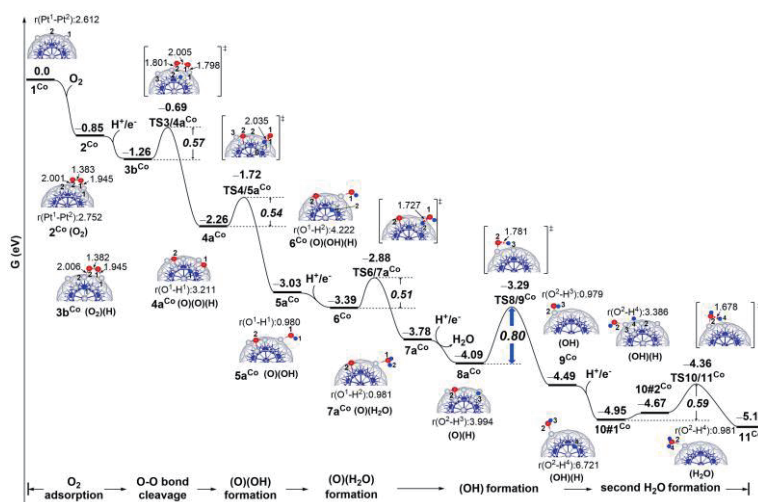 G (eV)
r(Pt¹-Pt²):2.612
0.0
1^Co
O₂
−0.85
2^Co
2.001
1.383
1.945
r(Pt¹-Pt²):2.752
2^Co (O₂)
H⁺/e⁻
−1.26
3b^Co
2.006
1.382
1.945
3b^Co (O₂)(H)
2.005
1.801
1.798
‡
−0.69
TS3/4a^Co
0.57
−2.26
4a^Co
r(O¹-H¹):3.211
4a^Co (O)(O)(H)
2.035
‡
−1.72
TS4/5a^Co
0.54
−3.03
5a^Co
r(O¹-H¹):0.980
5a^Co (O)(OH)
H⁺/e⁻
−3.39
6^Co
r(O¹-H²):4.222
6^Co (O)(OH)(H)
1.727
‡
−2.88
TS6/7a^Co
0.51
−3.78
7a^Co
r(O¹-H²):0.981
7a^Co (O)(H₂O)
H⁺/e⁻
H₂O
−4.09
8a^Co
r(O²-H³):3.994
(O)(H)
1.781
‡
−3.29
TS8/9^Co
0.80
r(O²-H³):0.979
(OH)
9^Co
−4.49
H⁺/e⁻
−4.95
10#1^Co
r(O²-H⁴):6.721
(OH)(H)
r(O²-H⁴):3.386
(OH)(H)
10#2^Co
−4.67
1.678
‡
−4.36
TS10/11^Co
0.59
r(O²-H⁴):0.981
(H₂O)
−5.1
11^Co
O₂
adsorption
O-O bond
cleavage
(O)(OH)
formation
(O)(H₂O)
formation
(OH) formation
second H₂O formation